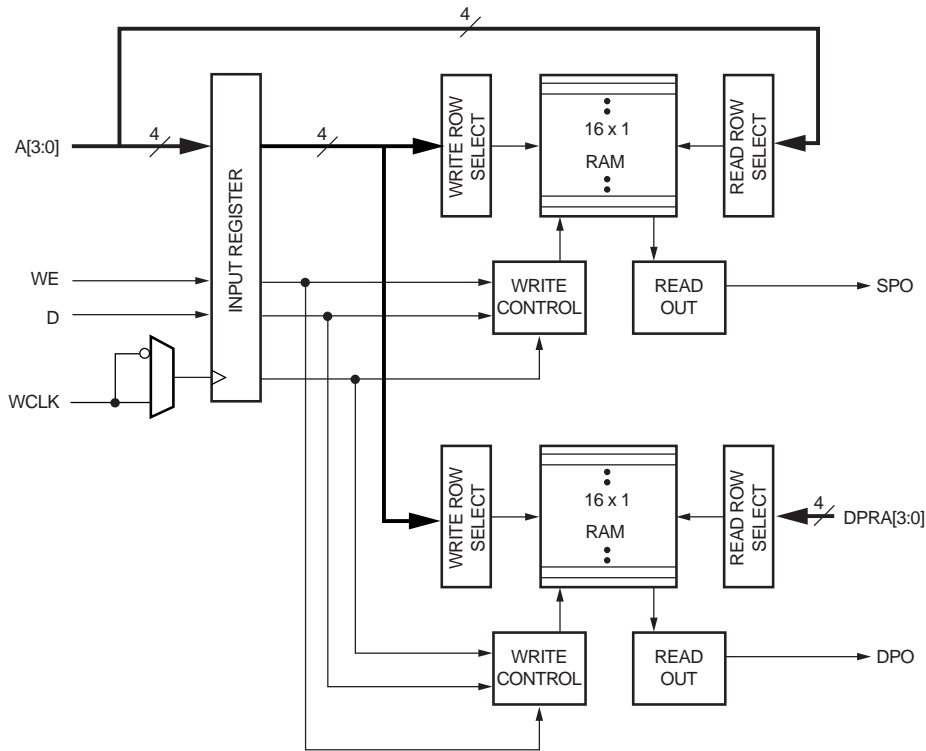 4
A[3:0]
4
INPUT REGISTER
4
WRITE ROW
SELECT
16 x 1
RAM
READ ROW
SELECT
WE
D
WCLK
WRITE
CONTROL
READ
OUT
SPO
WRITE ROW
SELECT
16 x 1
RAM
READ ROW
SELECT
4
DPRA[3:0]
WRITE
CONTROL
READ
OUT
DPO